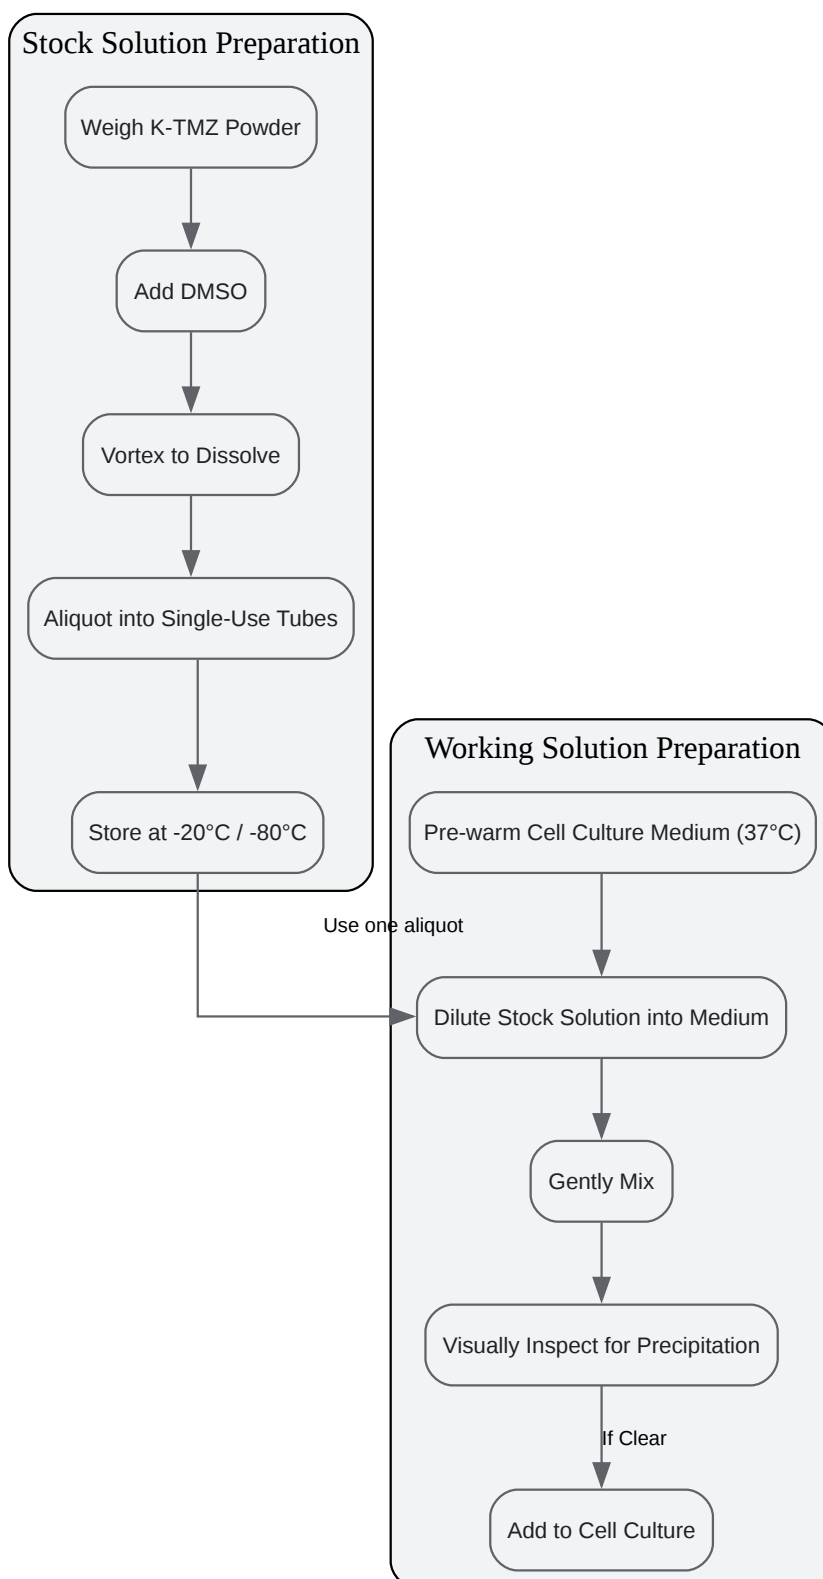 Stock Solution Preparation
Weigh K-TMZ Powder
Add DMSO
Vortex to Dissolve
Aliquot into Single-Use Tubes
Store at -20°C / -80°C
Use one aliquot
Working Solution Preparation
Pre-warm Cell Culture Medium (37°C)
Dilute Stock Solution into Medium
Gently Mix
Visually Inspect for Precipitation
If Clear
Add to Cell Culture